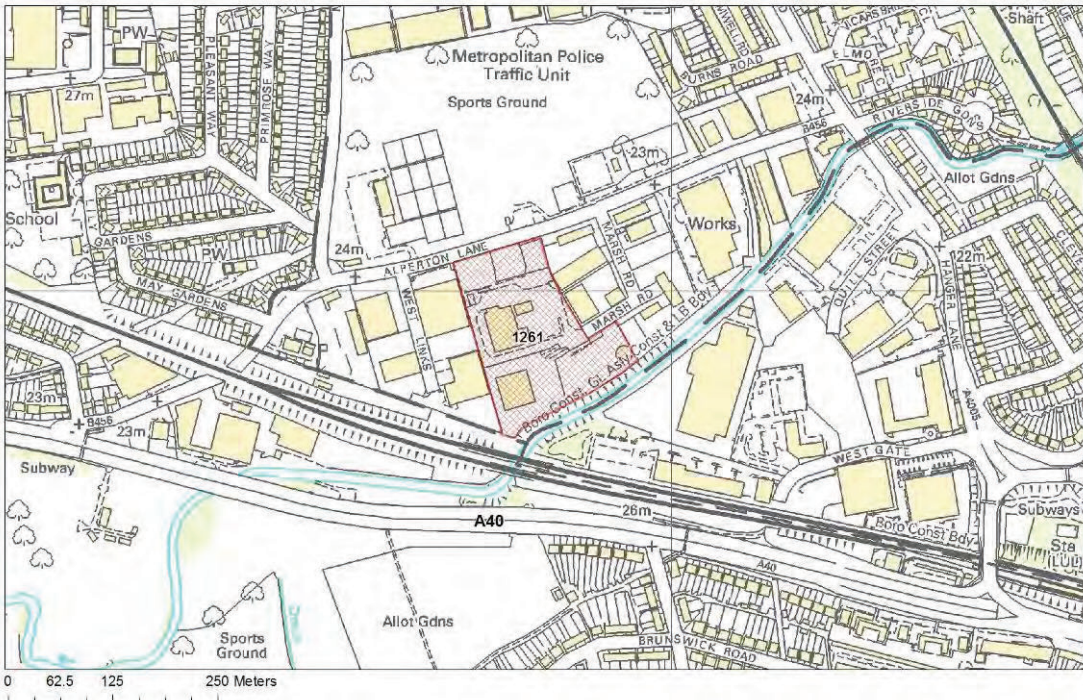 PW
27m
PLEASANT WAY
PRIMROSE WAY
Metropolitan Police
Traffic Unit
Sports Ground
BURNS ROAD
Shaft
24m
B456
RIVERSIDE GDNS
23m
Allot Gdns
School
LILY
GARDENS
PW
MAY GARDENS
24m
ALPERTON LANE
WEST LINKS
MARSH RD
MARSH RD
Works
QUILL STREET
22m
HANGER LANE
1261
Boro Const, GL Asly Const & LB Bdy
23m
B456
23m
A4005
WEST GATE
Subway
26m
A40
Boro Const Bdy
Subways
Sta
(LUL)
A40
Allot Gdns
Sports
Ground
BRUNSWICK ROAD
0 62.5 125 250 Meters